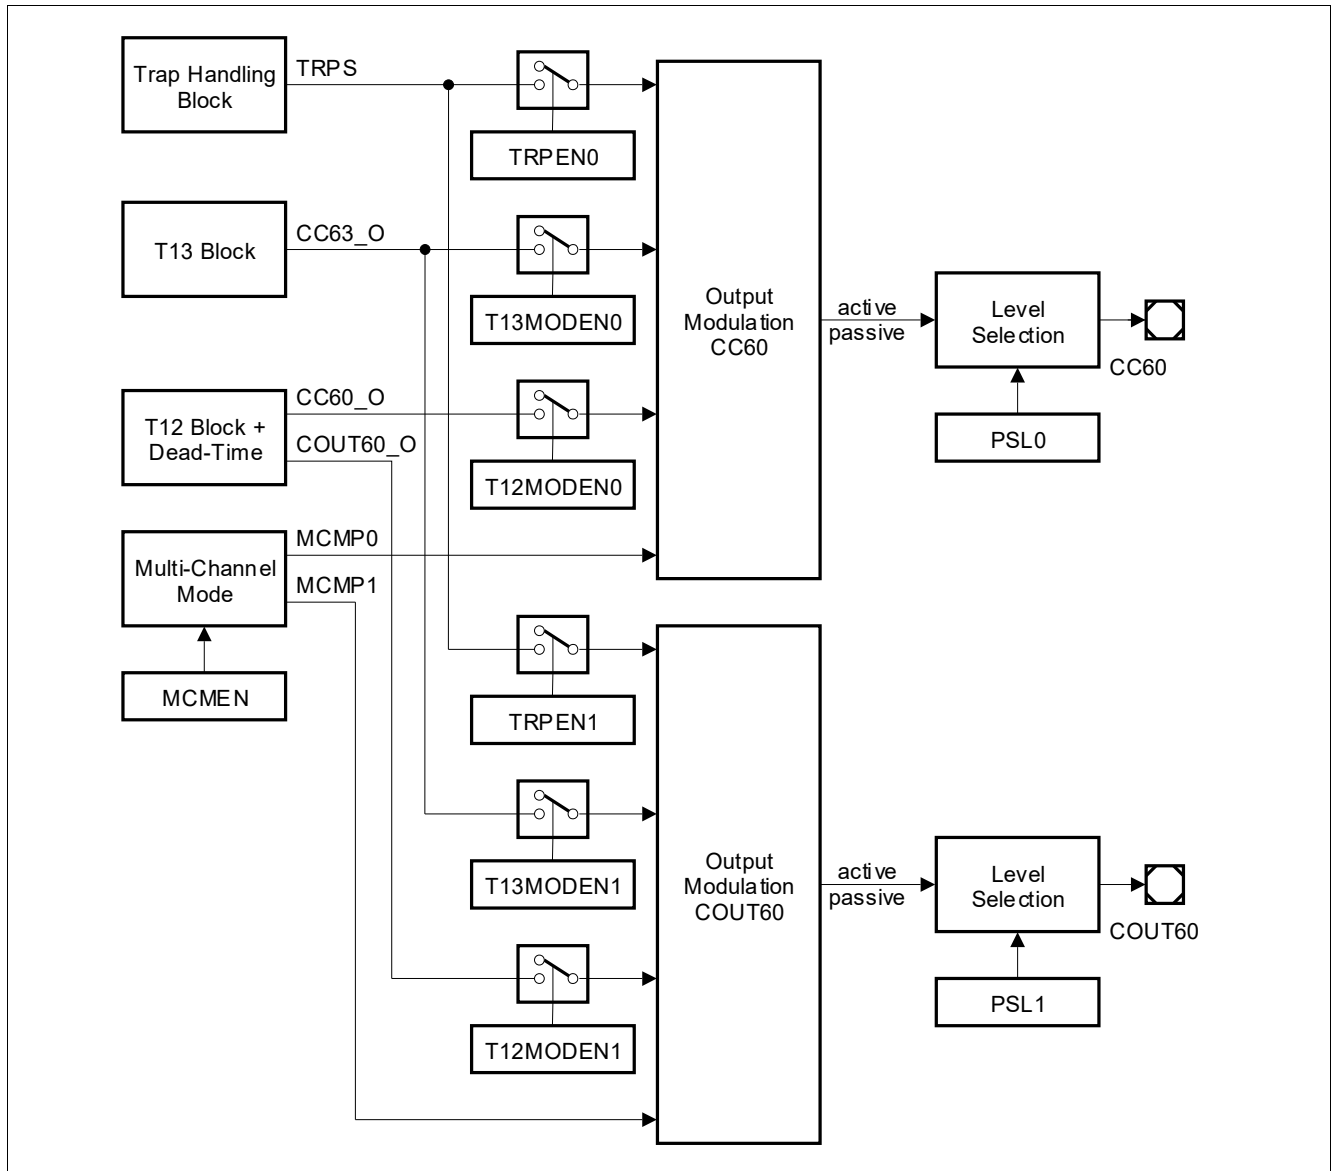 Trap Handling
Block
TRPS
TRPEN0
T13 Block
CC63_O
T13MODEN0
T12 Block +
Dead-Time
CC60_O
COUT60_O
T12MODEN0
Multi-Channel
Mode
MCMP0
MCMP1
MCMEN
Output
Modulation
CC60
active
passive
Level
Selection
CC60
PSL0
TRPEN1
T13MODEN1
T12MODEN1
Output
Modulation
COUT60
active
passive
Level
Selection
COUT60
PSL1